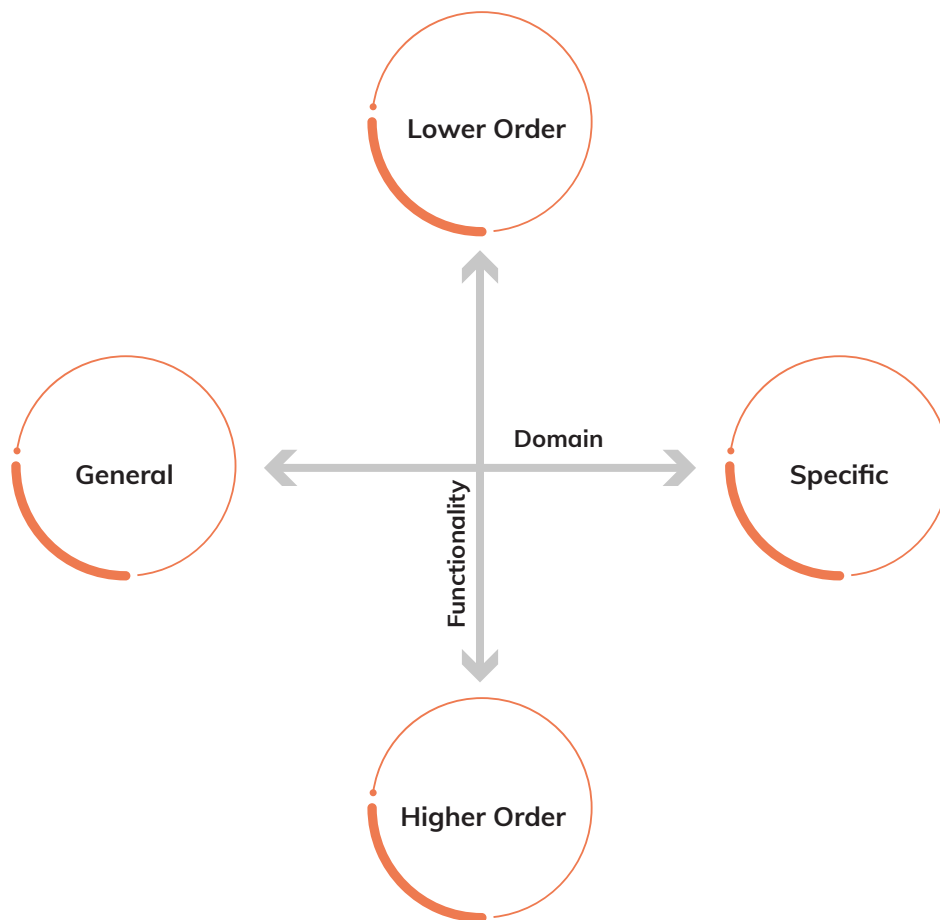 Lower Order
Domain
General
Specific
Functionality
Higher Order